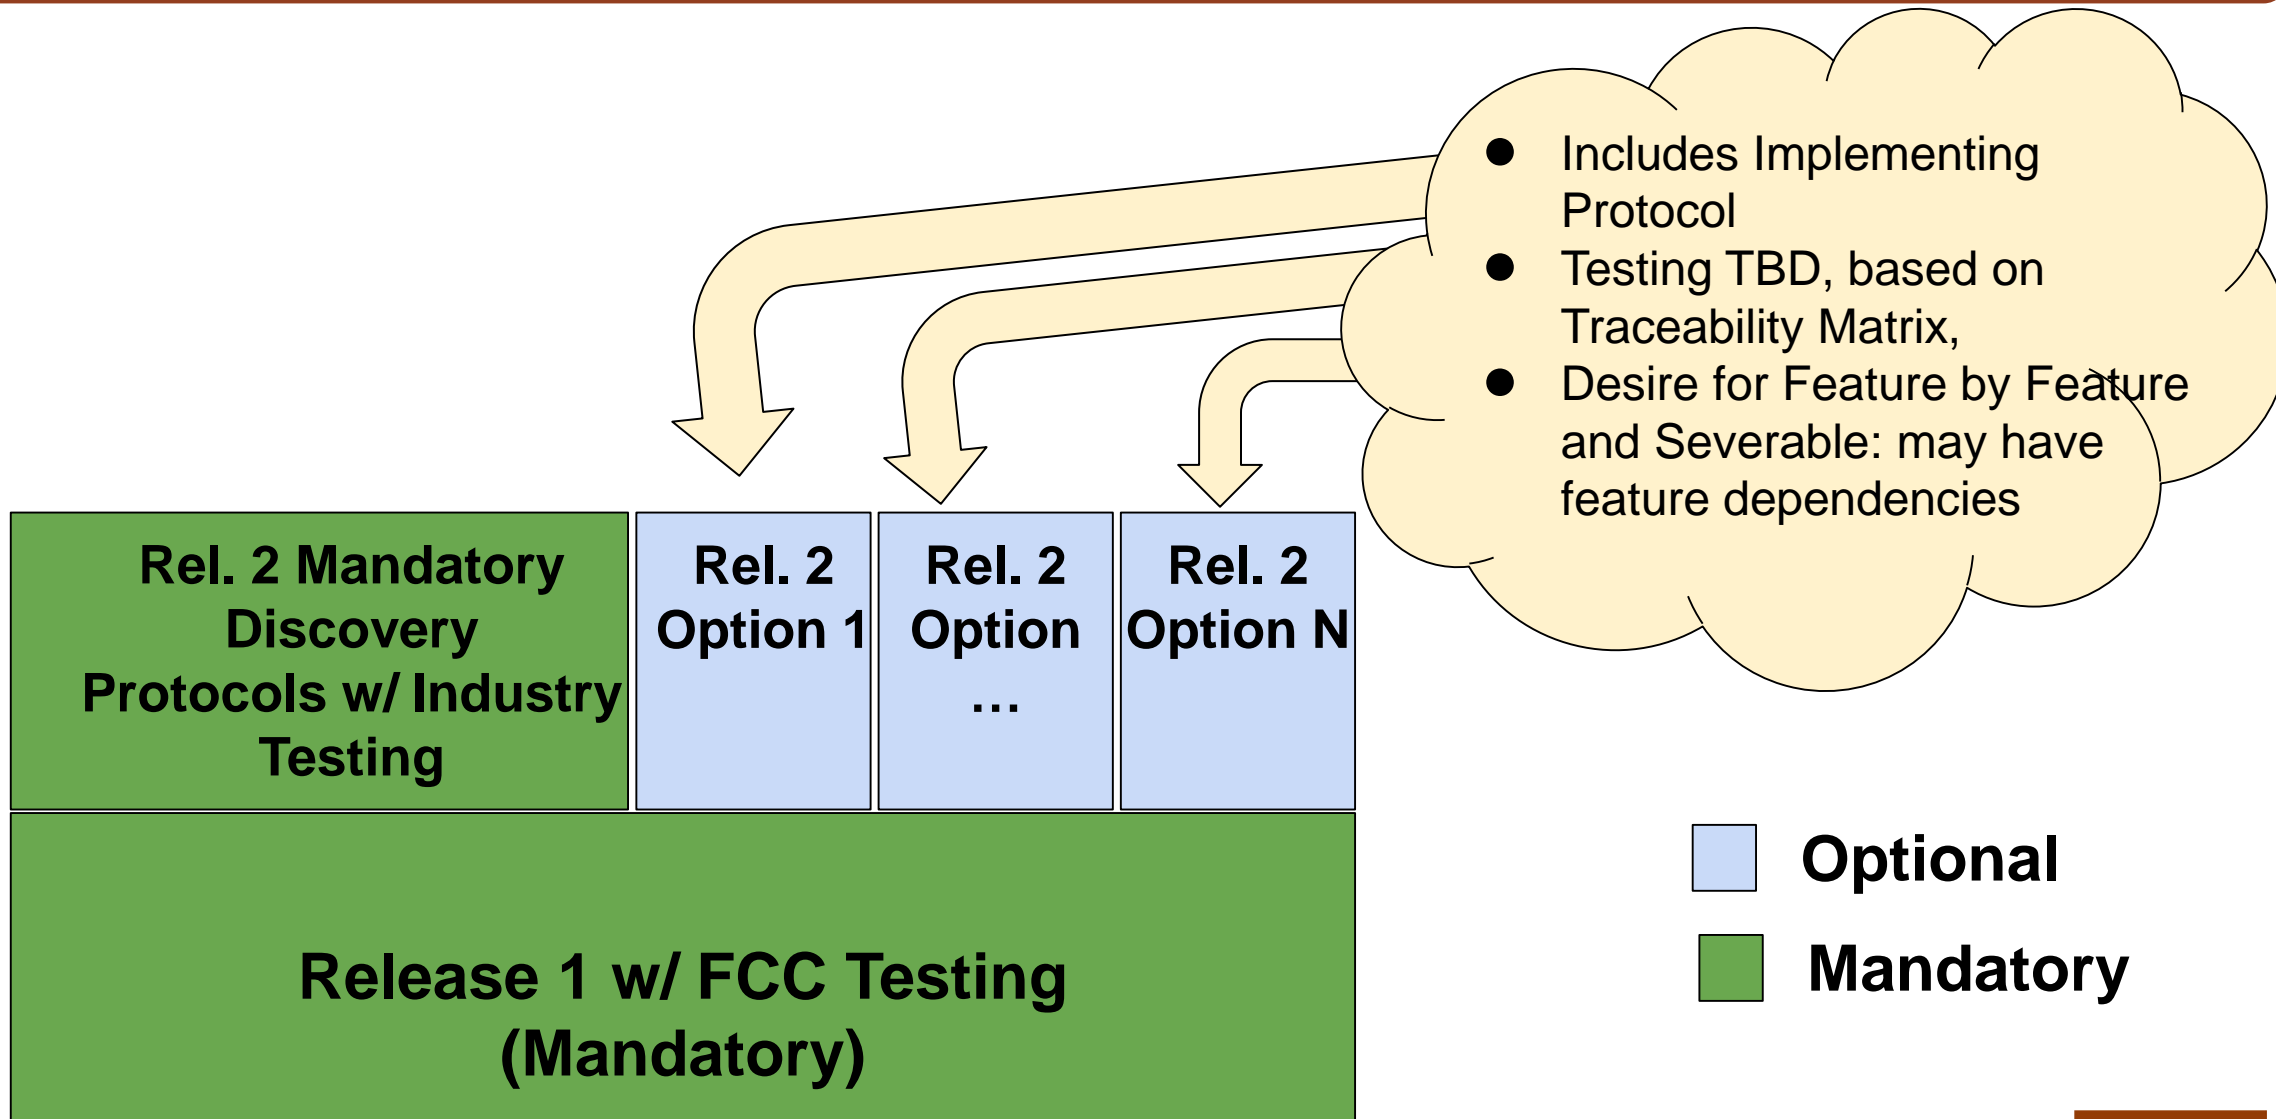 ● Includes Implementing
Protocol
● Testing TBD, based on
Traceability Matrix,
● Desire for Feature by Feature
and Severable: may have
feature dependencies
Rel. 2 Mandatory
Discovery
Protocols w/ Industry
Testing
Rel. 2
Option 1
Rel. 2
Option
…
Rel. 2
Option N
Release 1 w/ FCC Testing
(Mandatory)
Optional
Mandatory